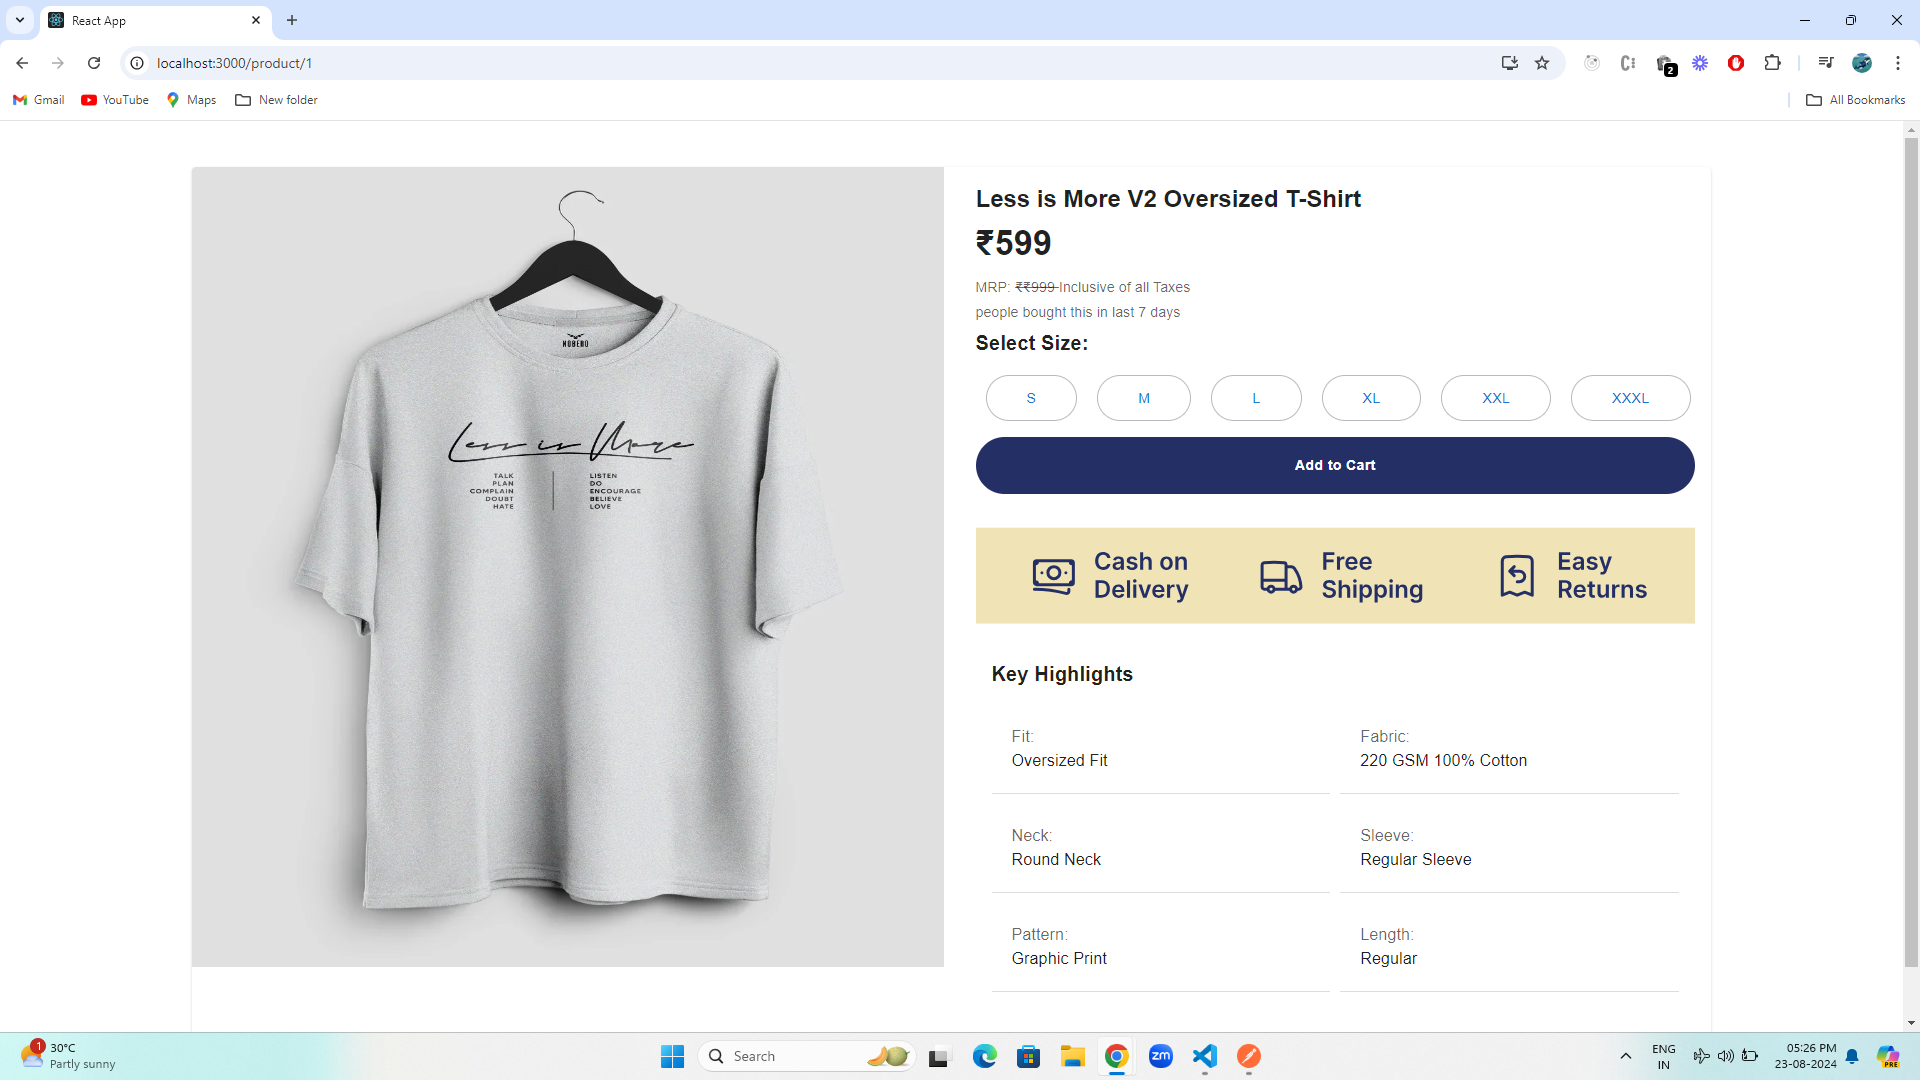 React App
localhost:3000/product/1
2
Gmail
YouTube
Maps
New folder
All Bookmarks
NOBERO
Less is More
TALK
PLAN
COMPLAIN
DOUBT
HATE
LISTEN
DO
ENCOURAGE
BELIEVE
LOVE
Less is More V2 Oversized T-Shirt
₹599
MRP: ₹₹999 Inclusive of all Taxes
people bought this in last 7 days
Select Size:
S M L XL XXL XXXL
Add to Cart
Cash on
Delivery
Free
Shipping
Easy
Returns
Key Highlights
Fit:
Oversized Fit
Fabric:
220 GSM 100% Cotton
Neck:
Round Neck
Sleeve:
Regular Sleeve
Pattern:
Graphic Print
Length:
Regular
1
30°C
Partly sunny
Search
zm
ENG
IN
05:26 PM
23-08-2024
PRE